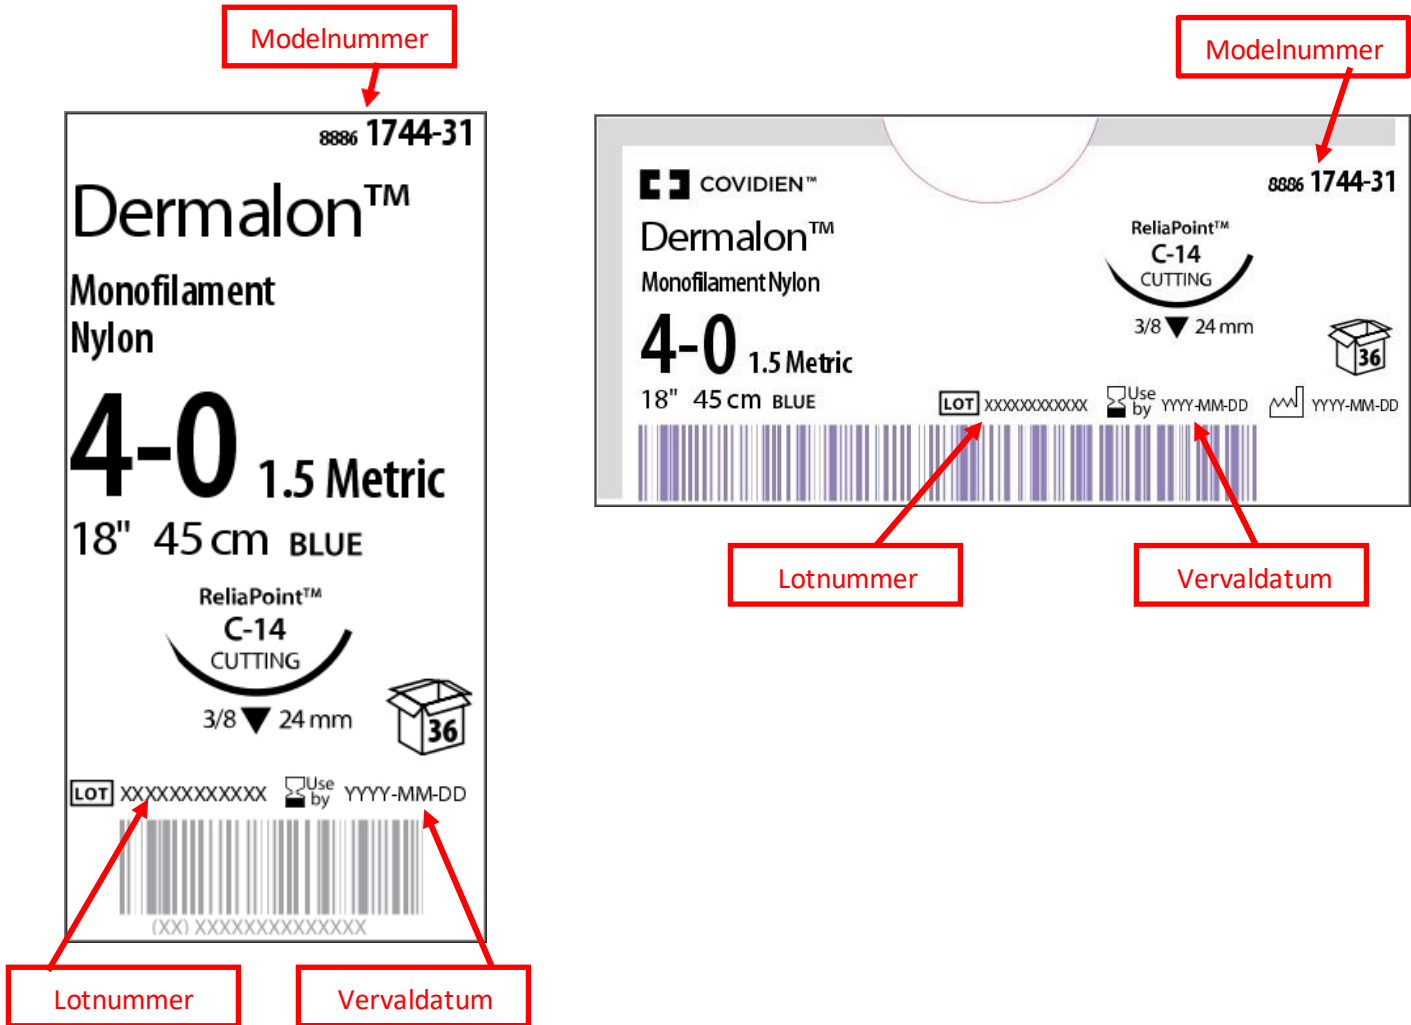 Modelnummer
8886 1744-31
Dermalon™
Monofilament
Nylon
4-0 1.5 Metric
18" 45 cm BLUE
ReliaPoint™
C-14
CUTTING
3/8 24 mm
36
LOT XXXXXXXXXXXX Use by YYYY-MM-DD
(XX) XXXXXXXXXXXXXX
Lotnummer
Vervaldatum
Modelnummer
COVIDIEN™
8886 1744-31
Dermalon™
Monofilament Nylon
4-0 1.5 Metric
18" 45 cm BLUE
ReliaPoint™
C-14
CUTTING
3/8 24 mm
36
LOT XXXXXXXXXXXX Use by YYYY-MM-DD YYYY-MM-DD
Lotnummer
Vervaldatum